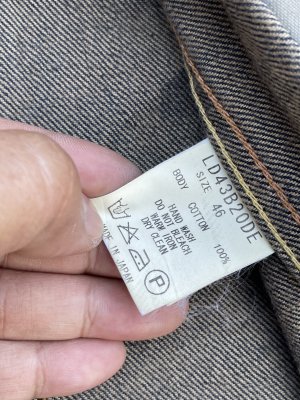 LD43B20DE
SIZE 46
BODY COTTON 100%
HAND WASH
DO NOT BLEACH
WARM IRON
DRY CLEAN
P
MADE IN JAPAN